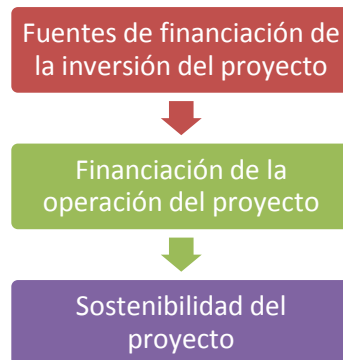 Fuentes de financiación de
la inversión del proyecto
Financiación de la
operación del proyecto
Sostenibilidad del
proyecto